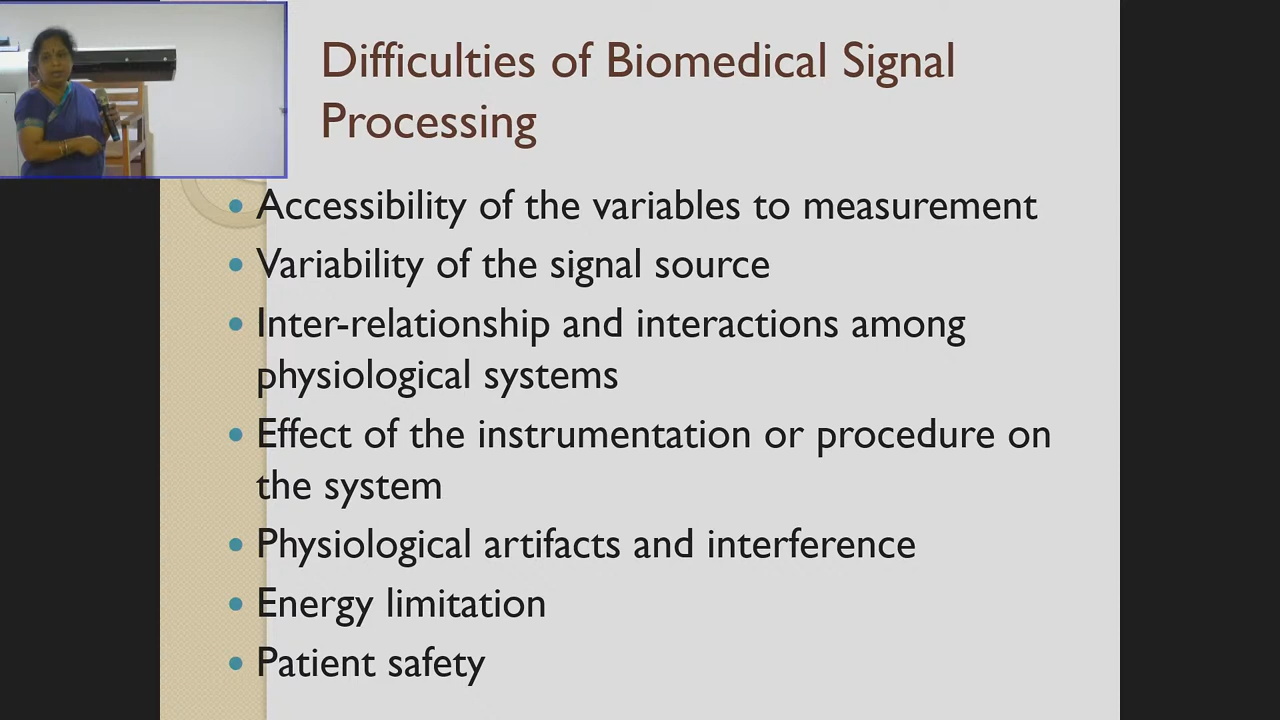 Difficulties of Biomedical Signal
Processing
• Accessibility of the variables to measurement
• Variability of the signal source
• Inter-relationship and interactions among
physiological systems
• Effect of the instrumentation or procedure on
the system
• Physiological artifacts and interference
• Energy limitation
• Patient safety